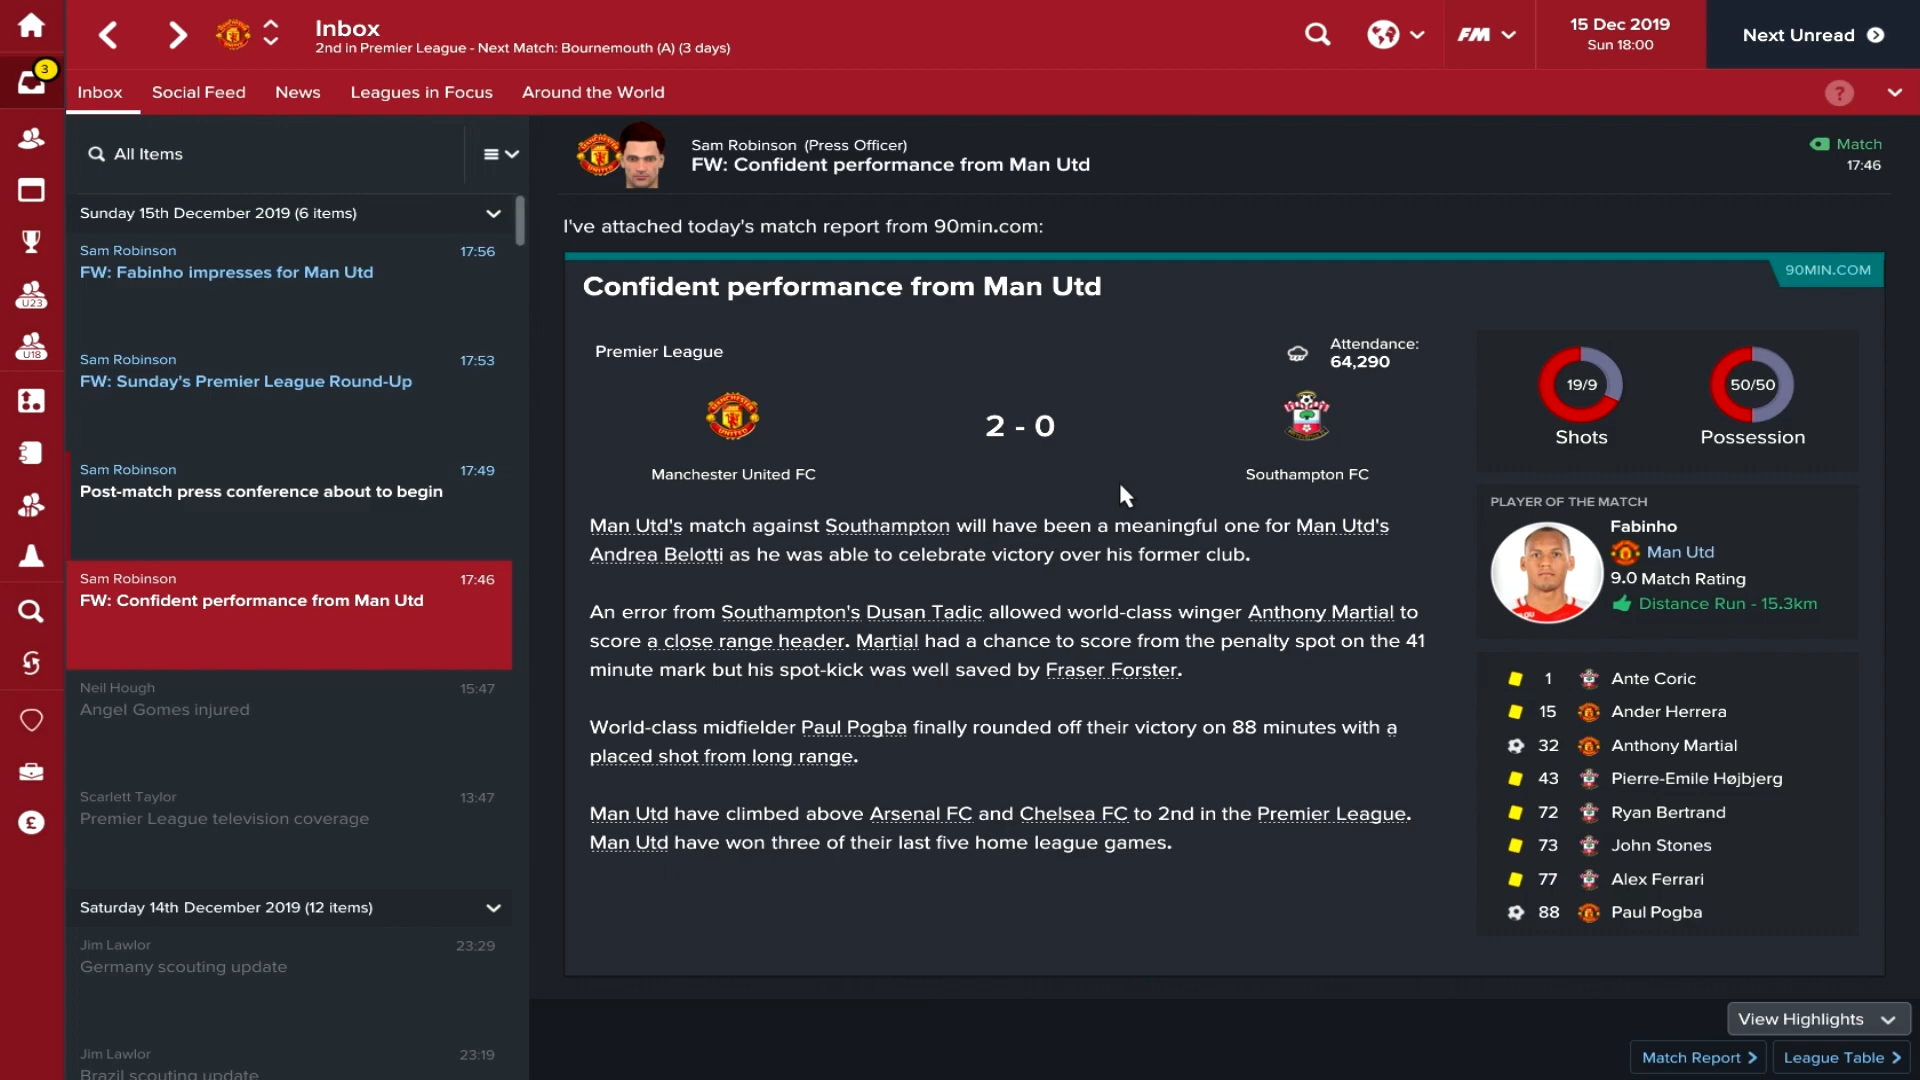 Inbox
2nd in Premier League - Next Match: Bournemouth (A) (3 days)
FM
15 Dec 2019
Sun 18:00
Next Unread
3
Inbox
Social Feed
News
Leagues in Focus
Around the World
?
All Items
Sunday 15th December 2019 (6 items)
Sam Robinson
17:56
FW: Fabinho impresses for Man Utd
Sam Robinson
17:53
FW: Sunday's Premier League Round-Up
Sam Robinson
17:49
Post-match press conference about to begin
Sam Robinson
17:46
FW: Confident performance from Man Utd
Neil Hough
15:47
Angel Gomes injured
Scarlett Taylor
13:47
Premier League television coverage
Saturday 14th December 2019 (12 items)
Jim Lawlor
23:29
Germany scouting update
Jim Lawlor
23:19
Brazil scouting update
U23
U18
£
Sam Robinson (Press Officer)
FW: Confident performance from Man Utd
Match
17:46
I've attached today's match report from 90min.com:
90MIN.COM
Confident performance from Man Utd
Premier League
Attendance:
64,290
2 - 0
Manchester United FC
Southampton FC
Man Utd's match against Southampton will have been a meaningful one for Man Utd's
Andrea Belotti as he was able to celebrate victory over his former club.
An error from Southampton's Dusan Tadic allowed world-class winger Anthony Martial to
score a close range header. Martial had a chance to score from the penalty spot on the 41
minute mark but his spot-kick was well saved by Fraser Forster.
World-class midfielder Paul Pogba finally rounded off their victory on 88 minutes with a
placed shot from long range.
Man Utd have climbed above Arsenal FC and Chelsea FC to 2nd in the Premier League.
Man Utd have won three of their last five home league games.
19/9
Shots
50/50
Possession
PLAYER OF THE MATCH
Fabinho
Man Utd
9.0 Match Rating
Distance Run - 15.3km
1 Ante Coric
15 Ander Herrera
32 Anthony Martial
43 Pierre-Emile Højbjerg
72 Ryan Bertrand
73 John Stones
77 Alex Ferrari
88 Paul Pogba
View Highlights
Match Report
League Table